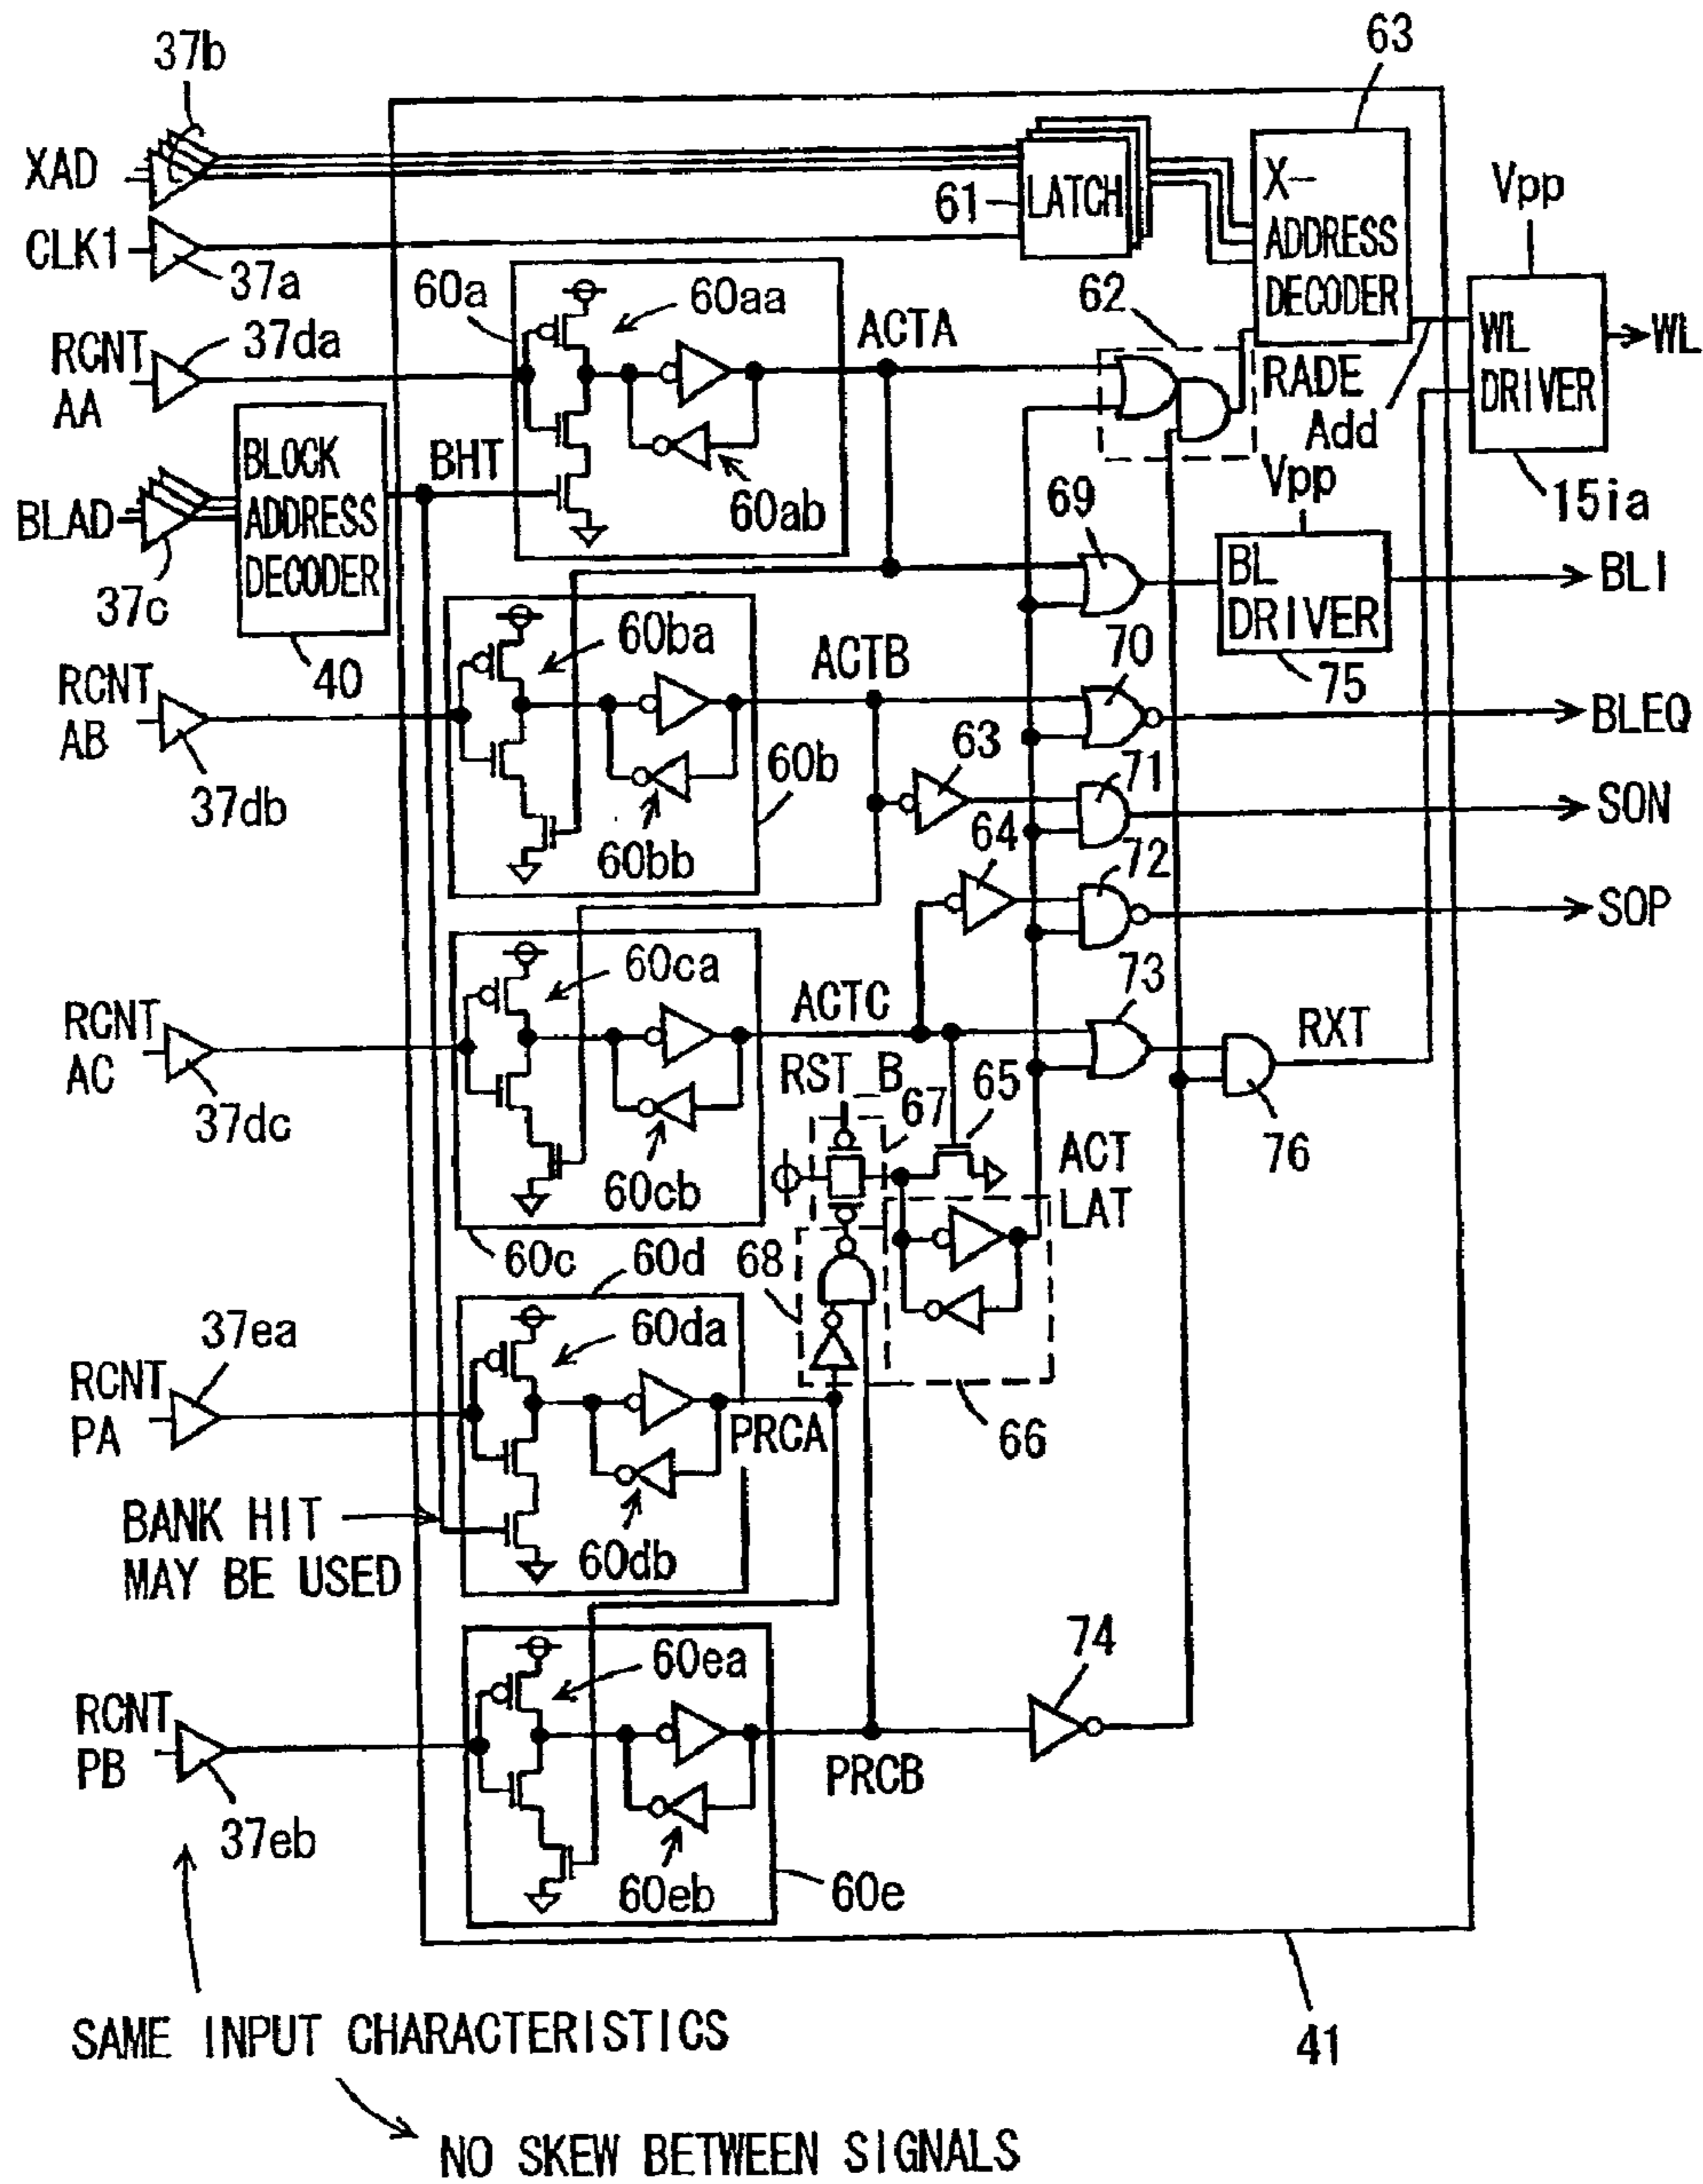 37b
63
XAD
X-
ADDRESS
DECODER
61
LATCH
Vpp
CLK1
37a
60a
60aa
ACTA
62
WL
DRIVER
WL
RCNT
AA
37da
RADE
Add
BLOCK
ADDRESS
DECODER
BHT
60ab
69
Vpp
15ia
BLAD
37c
BL
DRIVER
BLI
40
60ba
ACTB
70
75
RCNT
AB
37db
60b
63
71
BLEQ
SON
60bb
64
72
SOP
60ca
ACTC
73
RXT
RCNT
AC
37dc
RST_B
67
65
76
60cb
ACT
LAT
60c
60d
68
37ea
60da
RCNT
PA
PRCA
66
BANK HIT
MAY BE USED
60db
60ea
74
RCNT
PB
PRCB
37eb
60eb
60e
SAME INPUT CHARACTERISTICS
41
NO SKEW BETWEEN SIGNALS